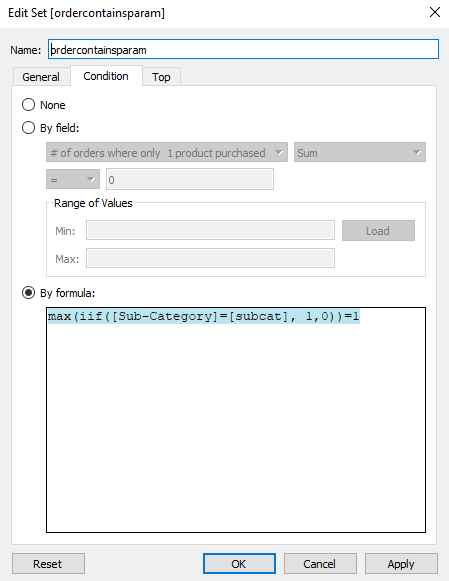 Edit Set [ordercontainsparam]
Name: ordercontainsparam
General Condition Top
None
By field:
# of orders where only 1 product purchased Sum
= 0
Range of Values
Min: Load
Max:
By formula:
max(iif([Sub-Category]=[subcat], 1,0))=1
Reset OK Cancel Apply